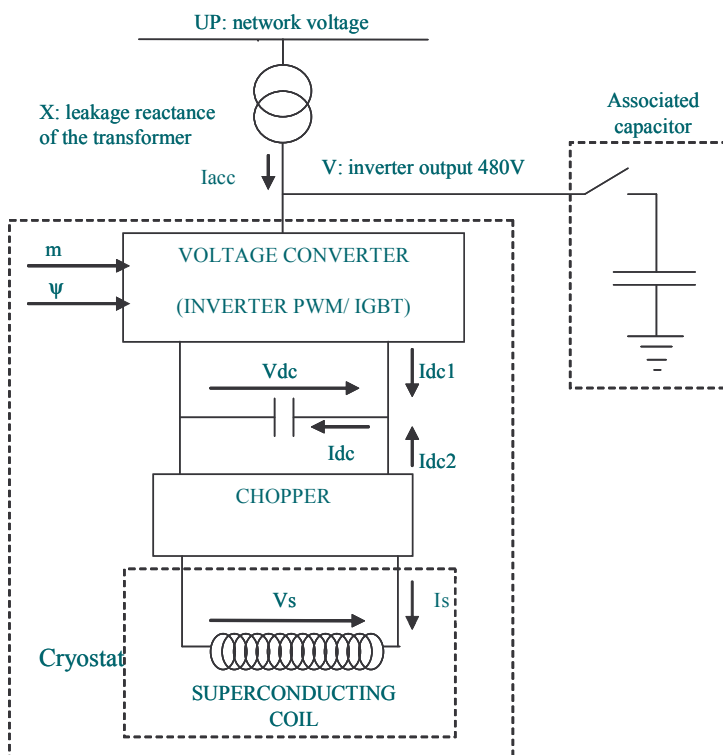 UP: network voltage
X: leakage reactance
of the transformer
Iacc
V: inverter output 480V
Associated
capacitor
m
ψ
VOLTAGE CONVERTER
(INVERTER PWM/ IGBT)
Vdc
Idc1
Idc
Idc2
CHOPPER
Vs
Is
Cryostat
SUPERCONDUCTING
COIL